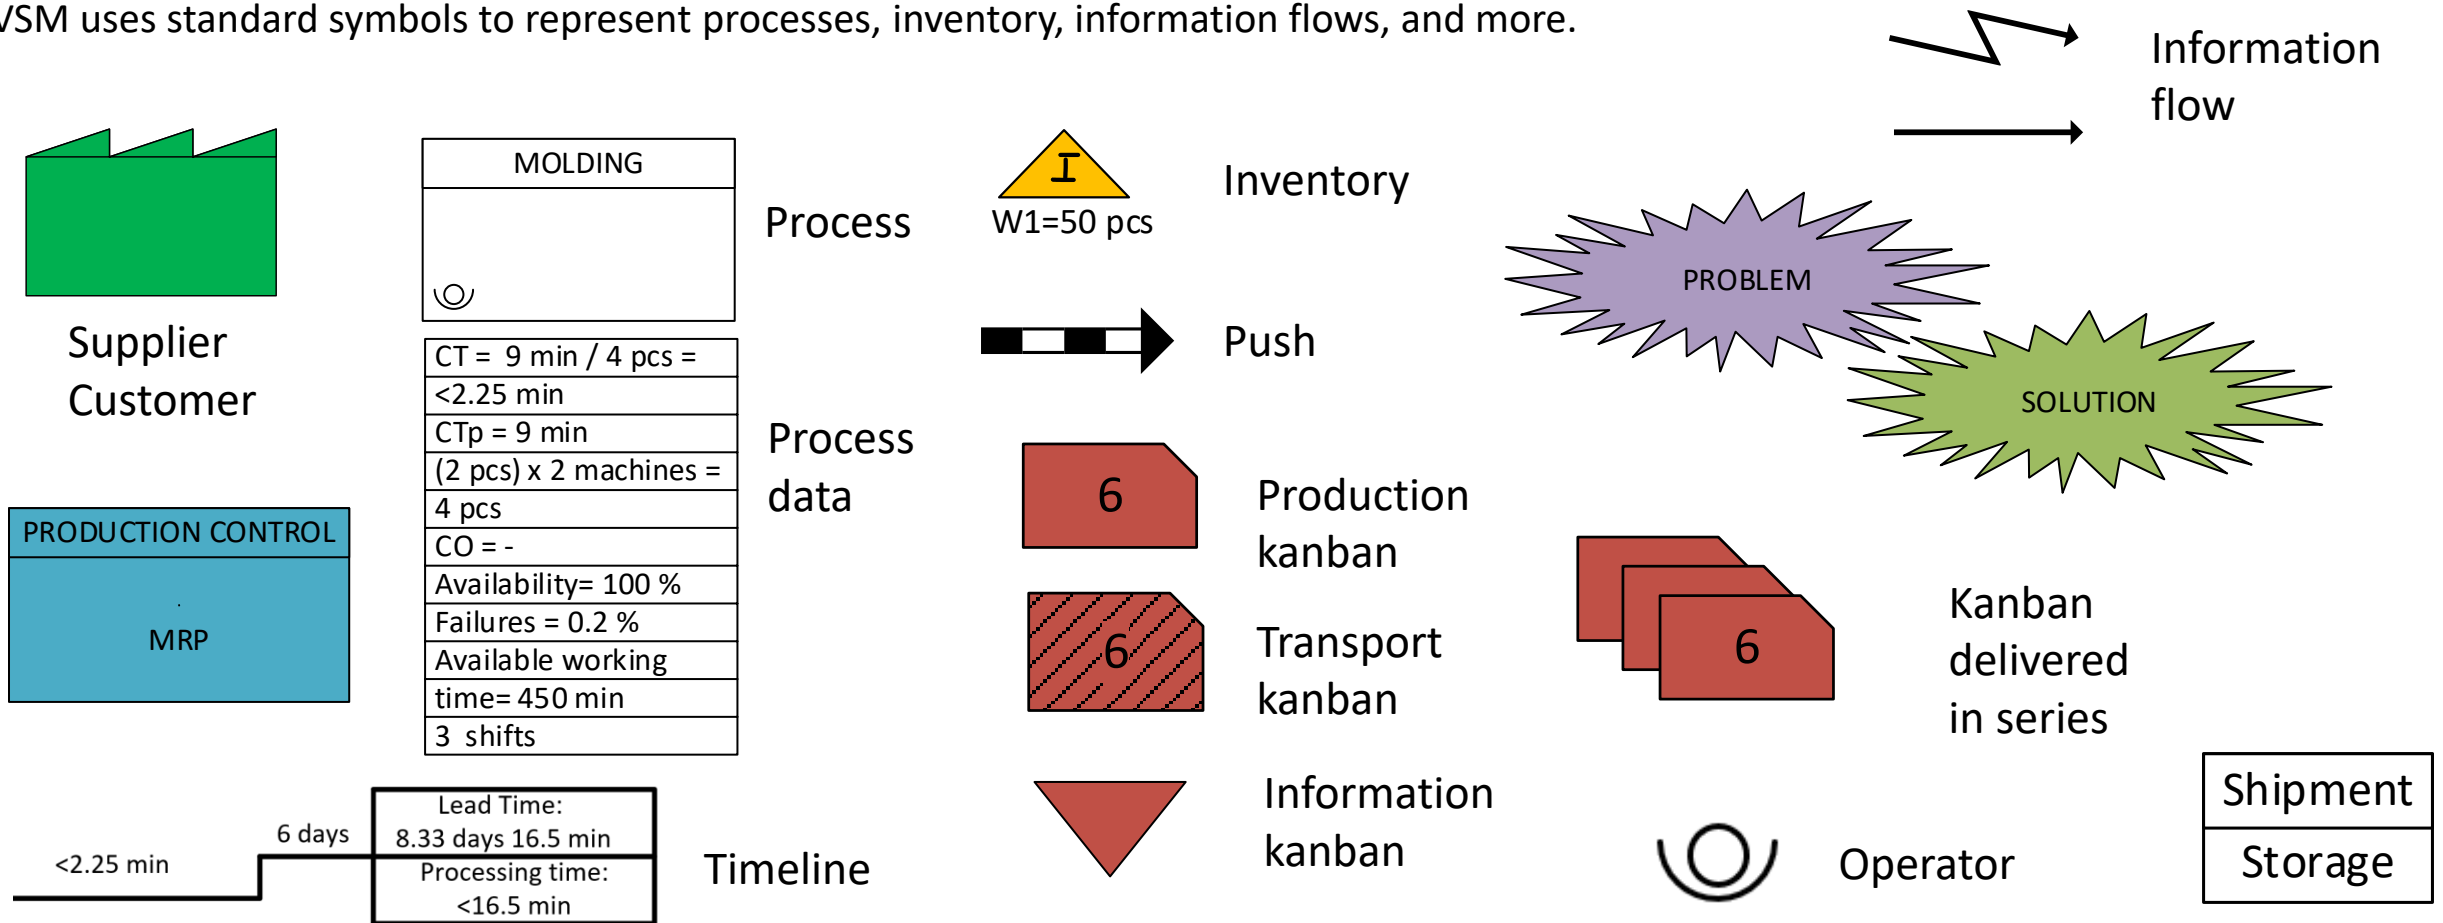 VSM uses standard symbols to represent processes, inventory, information flows, and more.
Information
flow
MOLDING
Process
I
W1=50 pcs
Inventory
PROBLEM
SOLUTION
Supplier
Customer
Push
CT = 9 min / 4 pcs =
<2.25 min
CTp = 9 min
(2 pcs) x 2 machines =
4 pcs
CO = -
Availability= 100 %
Failures = 0.2 %
Available working
time= 450 min
3 shifts
Process
data
PRODUCTION CONTROL
.
MRP
6
Production
kanban
6
Transport
kanban
6
Kanban
delivered
in series
Information
kanban
Operator
Shipment
Storage
<2.25 min
6 days
Lead Time:
8.33 days 16.5 min
Processing time:
<16.5 min
Timeline